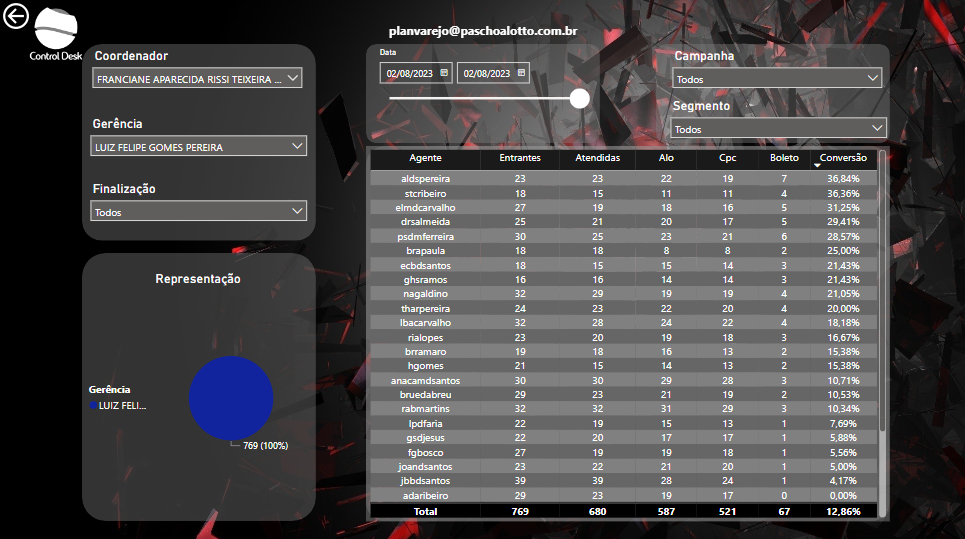 planvarejo@paschoalotto.com.br
Control Desk
Coordenador
FRANCIANE APARECIDA RISSI TEIXEIRA ...
Gerência
LUIZ FELIPE GOMES PEREIRA
Finalização
Todos
Data
02/08/2023 02/08/2023
Campanha
Todos
Segmento
Todos
Representação
Gerência
LUIZ FELI...
769 (100%)
Agente Entrantes Atendidas Alo Cpc Boleto Conversão
aldspereira 23 23 22 19 7 36,84%
stcribeiro 18 15 11 11 4 36,36%
elmdcarvalho 27 19 18 16 5 31,25%
drsalmeida 25 21 20 17 5 29,41%
psdmferreira 30 25 23 21 6 28,57%
brapaula 18 18 8 8 2 25,00%
ecbdsantos 18 15 15 14 3 21,43%
ghsramos 16 16 14 14 3 21,43%
nagaldino 32 29 19 19 4 21,05%
tharpereira 24 23 22 20 4 20,00%
lbacarvalho 32 28 24 22 4 18,18%
rialopes 23 20 19 18 3 16,67%
brramaro 19 18 16 13 2 15,38%
hgomes 21 15 14 13 2 15,38%
anacamdsantos 30 30 29 28 3 10,71%
bruedabreu 29 23 21 19 2 10,53%
rabmartins 32 32 31 29 3 10,34%
lpdfaria 22 19 15 13 1 7,69%
gsdjesus 22 20 17 17 1 5,88%
fgbosco 27 19 19 18 1 5,56%
joandsantos 23 22 21 20 1 5,00%
jbbdsantos 39 39 28 24 1 4,17%
adaribeiro 29 23 19 17 0 0,00%
Total 769 680 587 521 67 12,86%